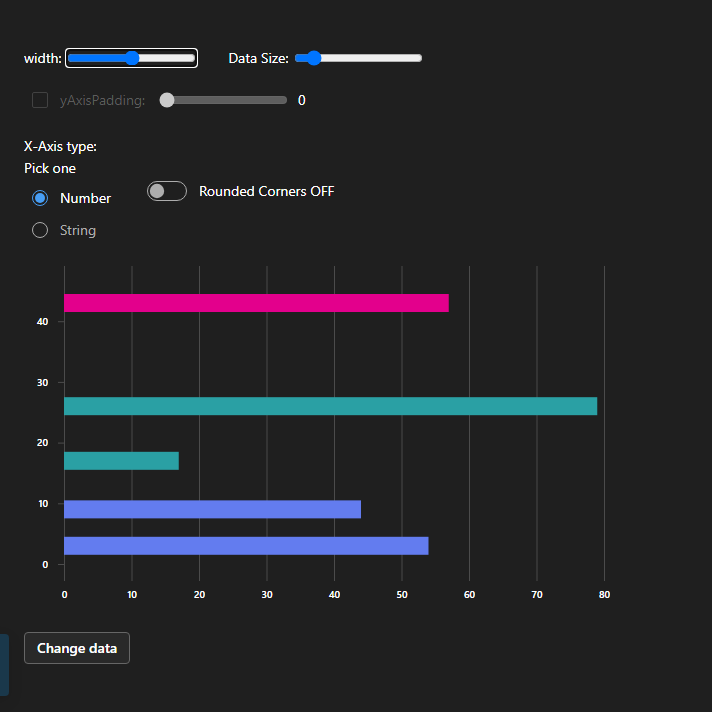 width: Data Size:
yAxisPadding: 0
X-Axis type:
Pick one
Number
Rounded Corners OFF
String
40
30
20
10
0
0 10 20 30 40 50 60 70 80
Change data